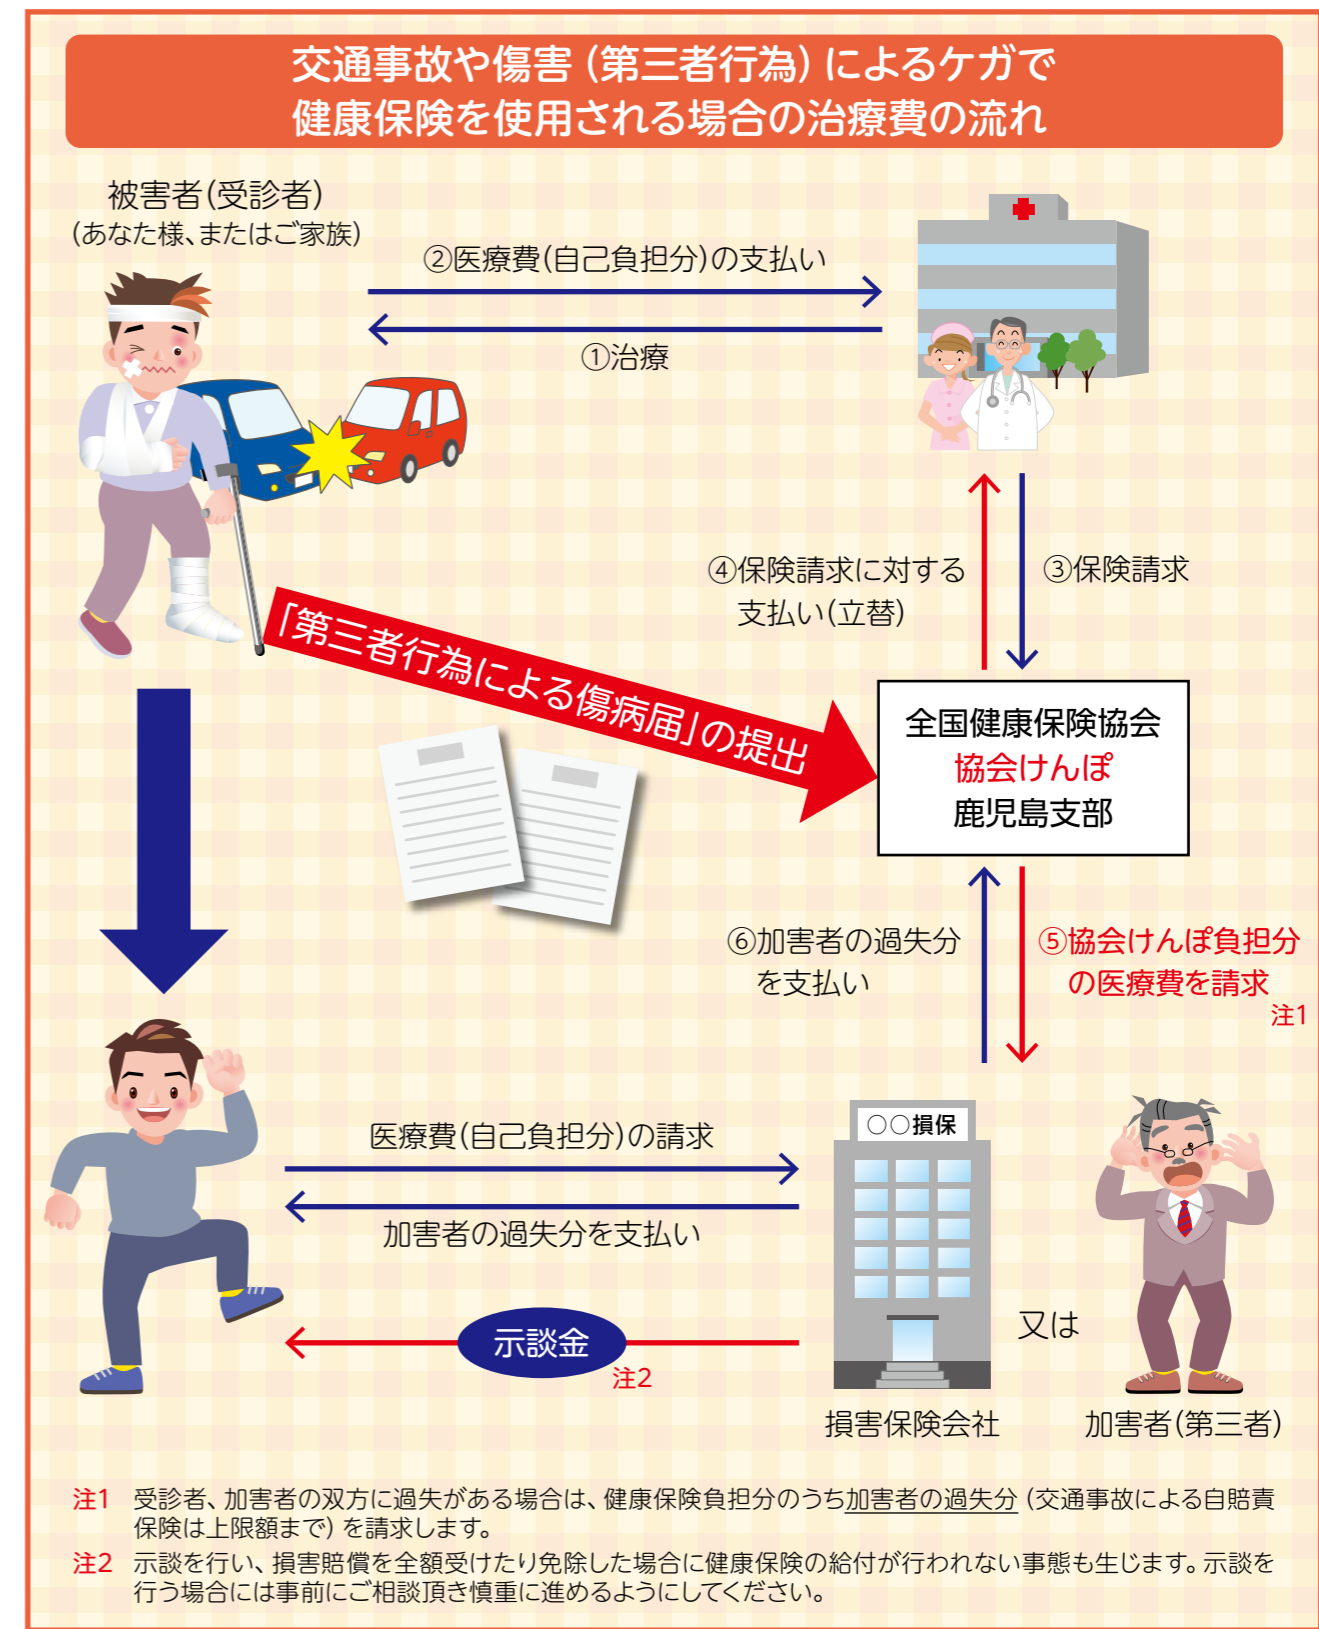 交通事故や傷害（第三者行為）によるケガで
健康保険を使用される場合の治療費の流れ
被害者（受診者）
（あなた様、またはご家族）
②医療費（自己負担分）の支払い
①治療
④保険請求に対する
支払い（立替）
③保険請求
「第三者行為による傷病届」の提出
全国健康保険協会
協会けんぽ
鹿児島支部
⑥加害者の過失分
を支払い
⑤協会けんぽ負担分
の医療費を請求
注1
医療費（自己負担分）の請求
加害者の過失分を支払い
示談金
注2
○○損保
又は
損害保険会社
加害者（第三者）
注1 受診者、加害者の双方に過失がある場合は、健康保険負担分のうち加害者の過失分（交通事故による自賠責
保険は上限額まで）を請求します。
注2 示談を行い、損害賠償を全額受けたり免除した場合に健康保険の給付が行われない事態も生じます。示談を
行う場合には事前にご相談頂き慎重に進めるようにしてください。